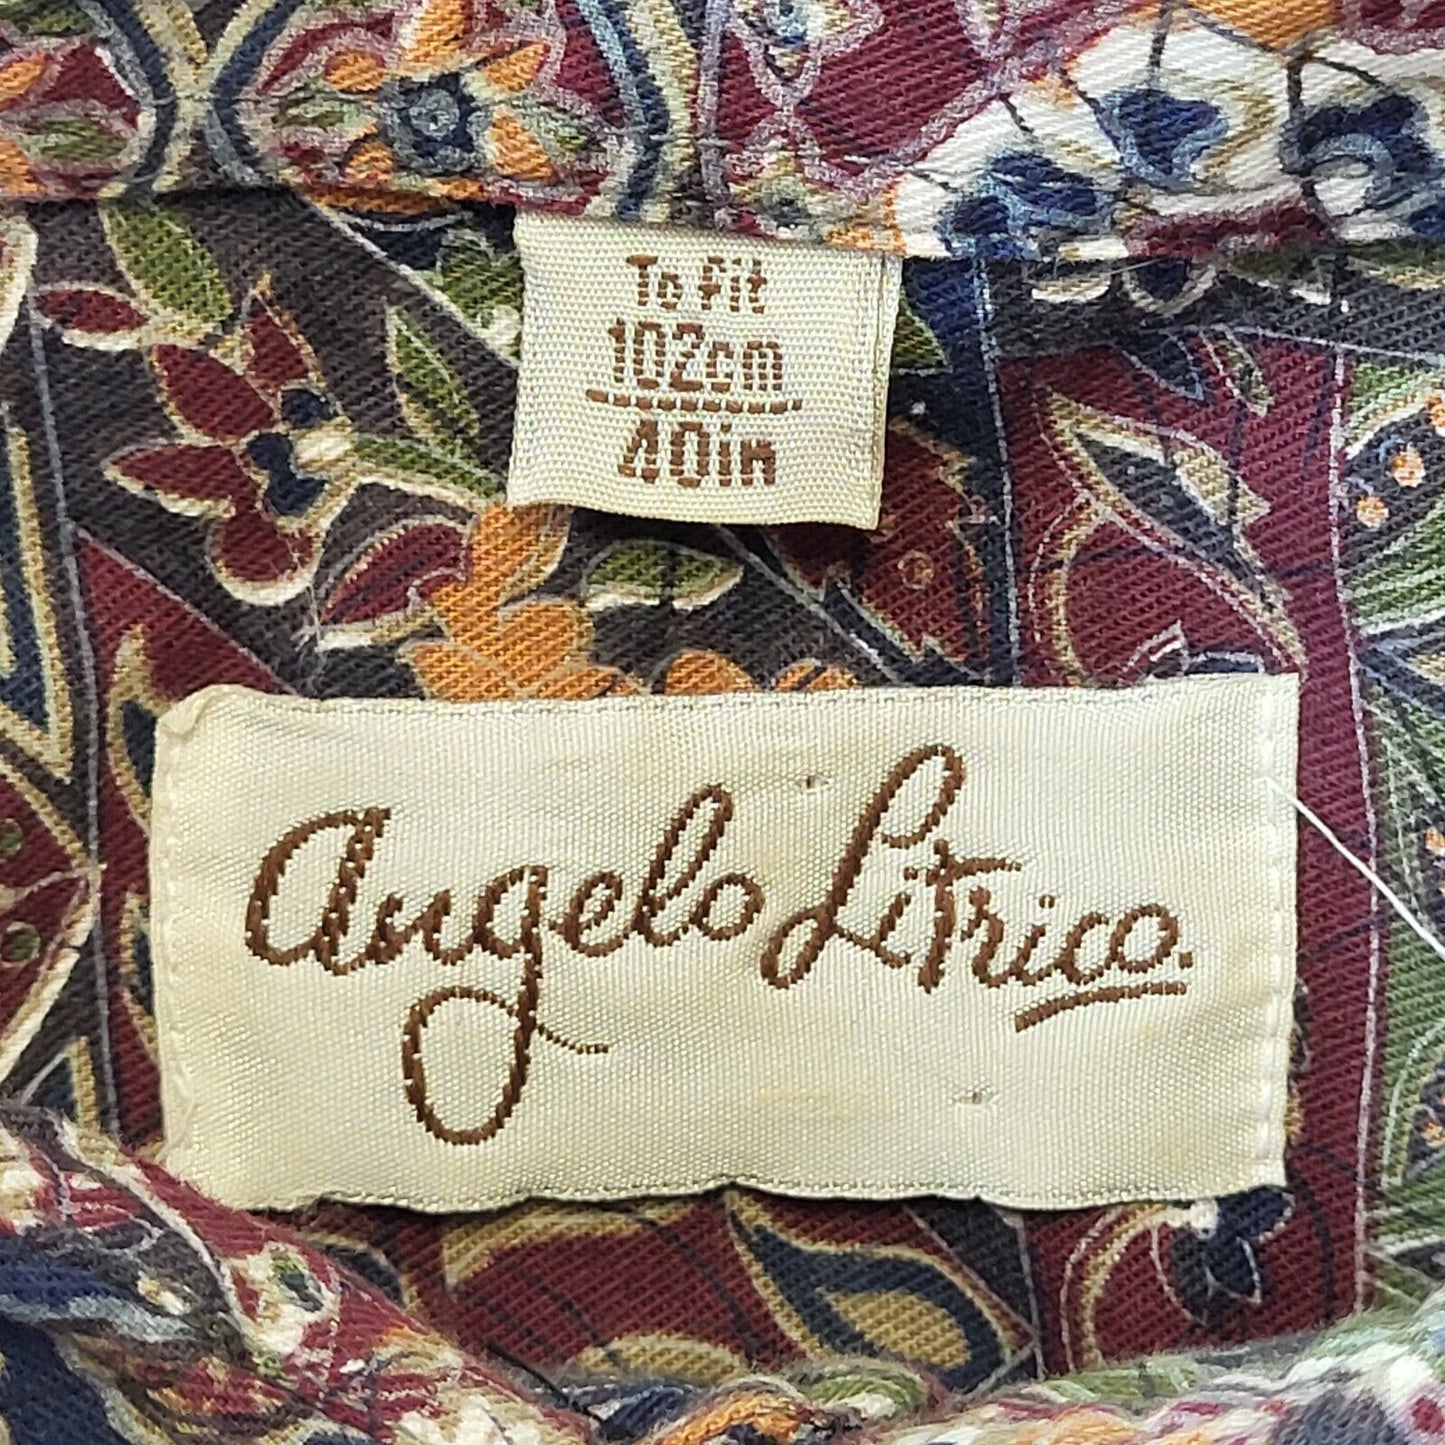 To Fit
102cm
40in
Angelo Litrico.